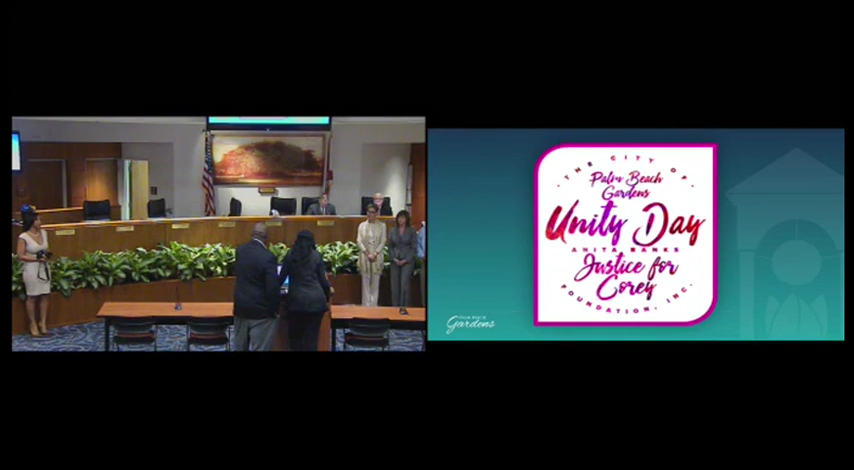 THE CITY OF
Palm Beach
Gardens
Unity Day
ANITA BANKS
Justice for
Corey
FOUNDATION, INC.
Gardens